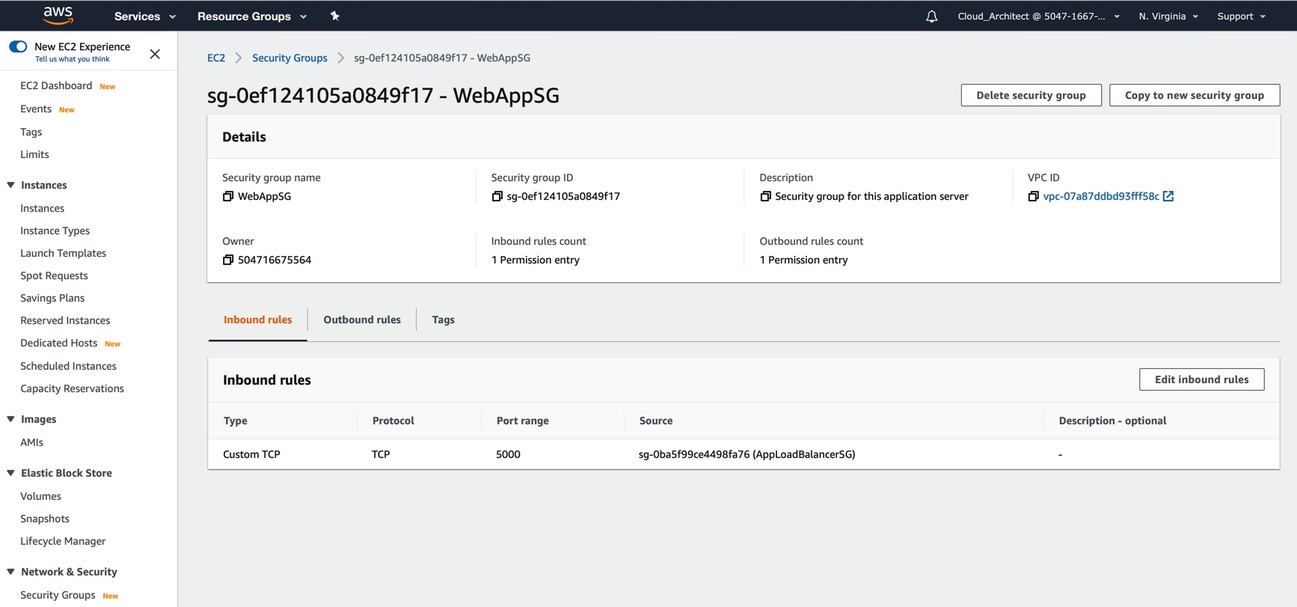 aws Services Resource Groups Cloud_Architect @ 5047-1667-... N. Virginia Support
New EC2 Experience
Tell us what you think
EC2 Dashboard New
Events New
Tags
Limits
Instances
Instances
Instance Types
Launch Templates
Spot Requests
Savings Plans
Reserved Instances
Dedicated Hosts New
Scheduled Instances
Capacity Reservations
Images
AMIs
Elastic Block Store
Volumes
Snapshots
Lifecycle Manager
Network & Security
Security Groups New
EC2 > Security Groups > sg-0ef124105a0849f17 - WebAppSG
sg-0ef124105a0849f17 - WebAppSG Delete security group Copy to new security group
Details
Security group name Security group ID Description VPC ID
WebAppSG sg-0ef124105a0849f17 Security group for this application server vpc-07a87ddbd93fff58c
Owner Inbound rules count Outbound rules count
504716675564 1 Permission entry 1 Permission entry
Inbound rules Outbound rules Tags
Inbound rules Edit inbound rules
Type Protocol Port range Source Description - optional
Custom TCP TCP 5000 sg-0ba5f99ce4498fa76 (AppLoadBalancerSG) -